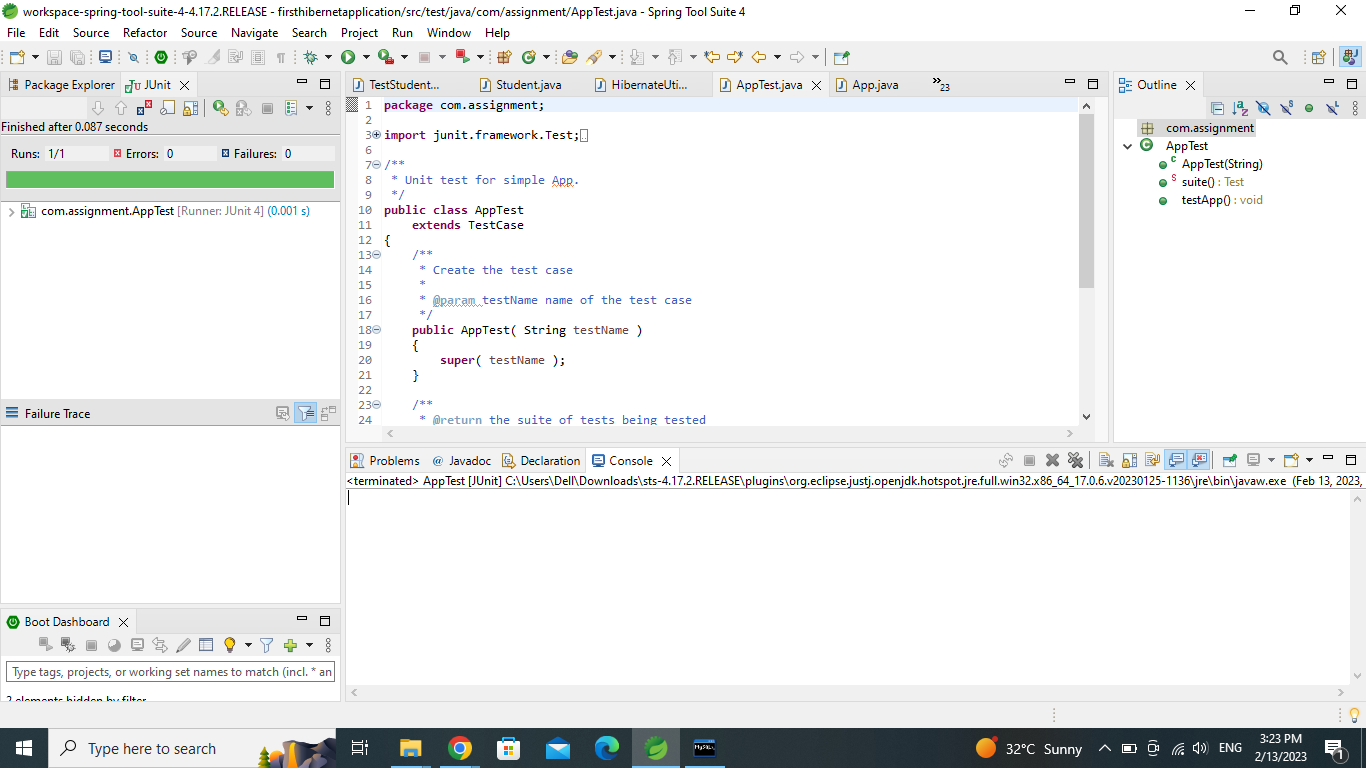 workspace-spring-tool-suite-4-4.17.2.RELEASE - firsthibernetapplication/src/test/java/com/assignment/AppTest.java - Spring Tool Suite 4
File Edit Source Refactor Source Navigate Search Project Run Window Help
Package Explorer JUnit
Finished after 0.087 seconds
Runs: 1/1 Errors: 0 Failures: 0
com.assignment.AppTest [Runner: JUnit 4] (0.001 s)
Failure Trace
Boot Dashboard
Type tags, projects, or working set names to match (incl. * an
2 elements hidden by filter
TestStudent... Student.java HibernateUti... AppTest.java App.java »23
1 package com.assignment;
2
3 import junit.framework.Test;
6
7 /**
8 * Unit test for simple App.
9 */
10 public class AppTest
11 extends TestCase
12 {
13 /**
14 * Create the test case
15 *
16 * @param testName name of the test case
17 */
18 public AppTest( String testName )
19 {
20 super( testName );
21 }
22
23 /**
24 * @return the suite of tests being tested
Outline
com.assignment
AppTest
AppTest(String)
suite() : Test
testApp() : void
Problems @ Javadoc Declaration Console
<terminated> AppTest [JUnit] C:\Users\Dell\Downloads\sts-4.17.2.RELEASE\plugins\org.eclipse.justj.openjdk.hotspot.jre.full.win32.x86_64_17.0.6.v20230125-1136\jre\bin\javaw.exe (Feb 13, 2023,
Type here to search
MySQL
32°C Sunny
ENG
3:23 PM
2/13/2023
1